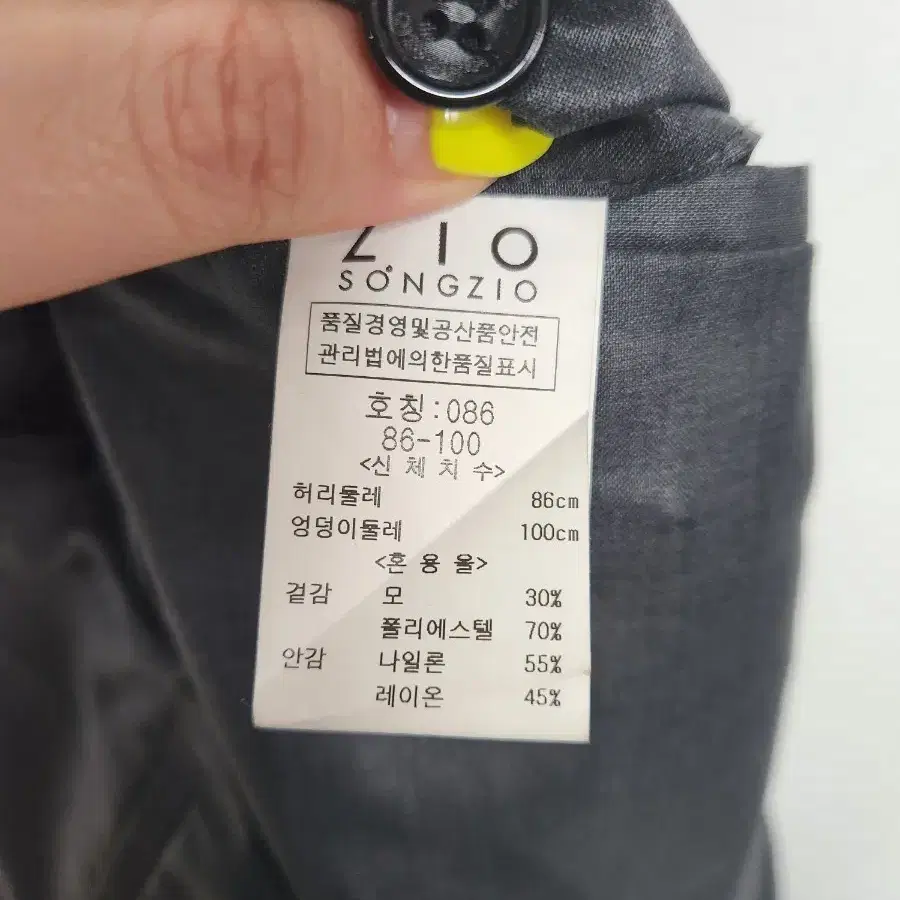 ZIO
SONGZIO
품질경영및공산품안전
관리법에의한품질표시
호칭:086
86-100
<신 체 치 수>
허리둘레 86cm
엉덩이둘레 100cm
<혼 용 율>
겉감 모 30%
폴리에스텔 70%
안감 나일론 55%
레이온 45%